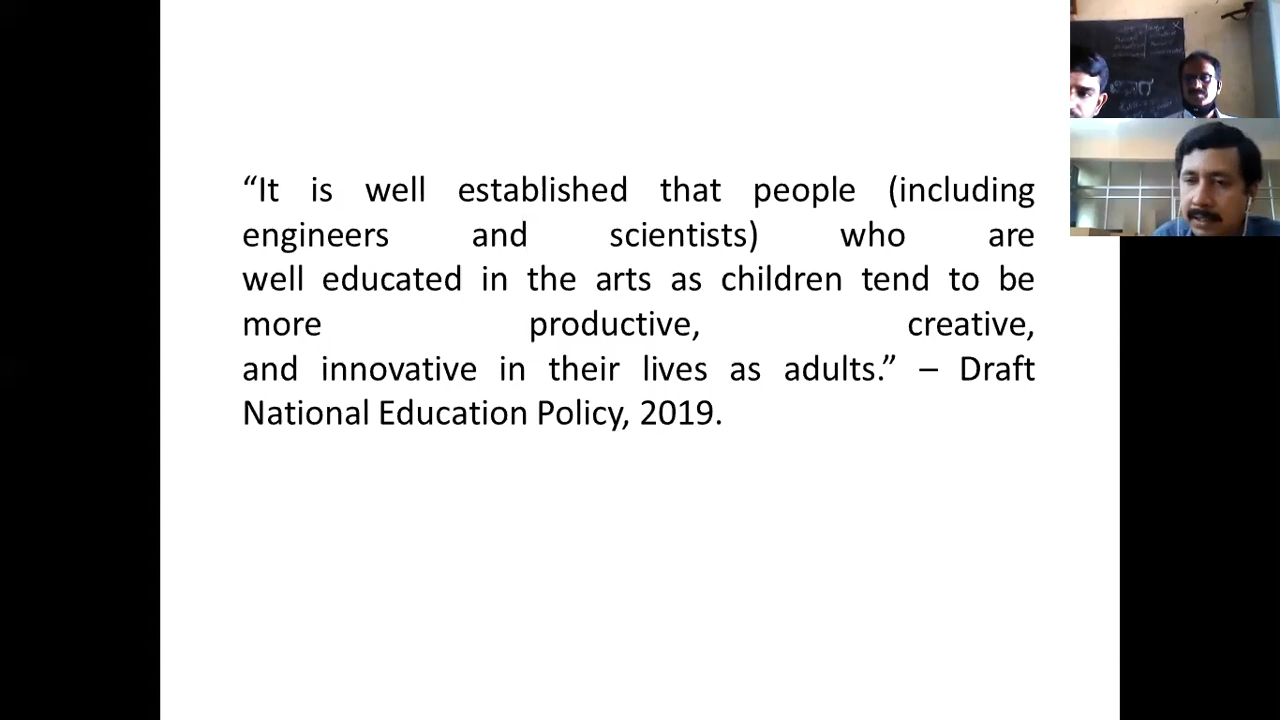 “It is well established that people (including
engineers and scientists) who are
well educated in the arts as children tend to be
more productive, creative,
and innovative in their lives as adults.” – Draft
National Education Policy, 2019.